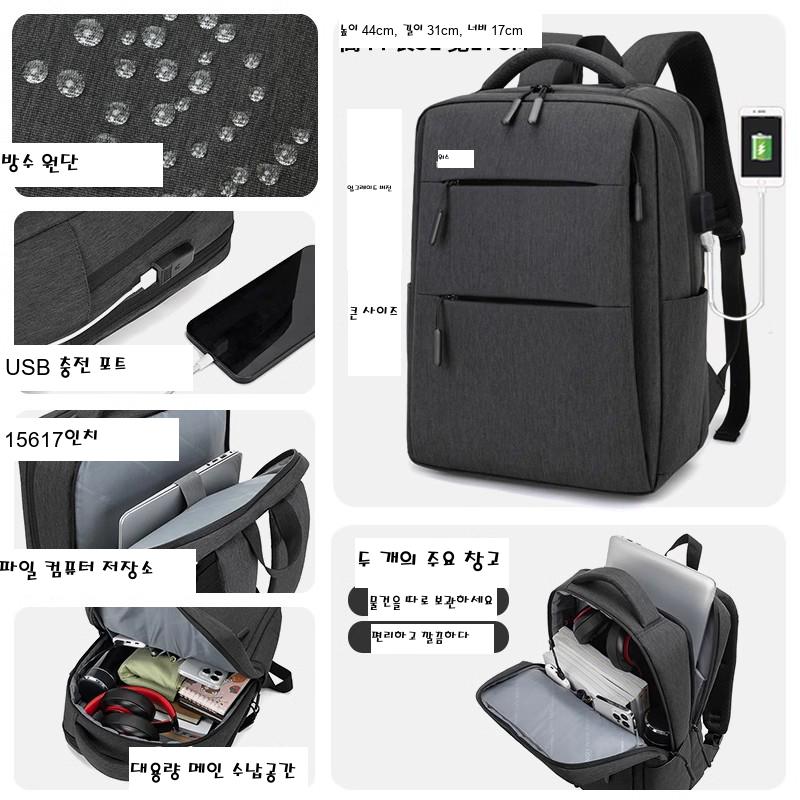 방수 원단
USB 충전 포트
15617인치
파일 컴퓨터 저장소
대용량 메인 수납공간
높이 44cm, 길이 31cm, 너비 17cm
업그레이드 버전
큰 사이즈
두 개의 주요 창고
물건을 따로 보관하세요
편리하고 깔끔하다